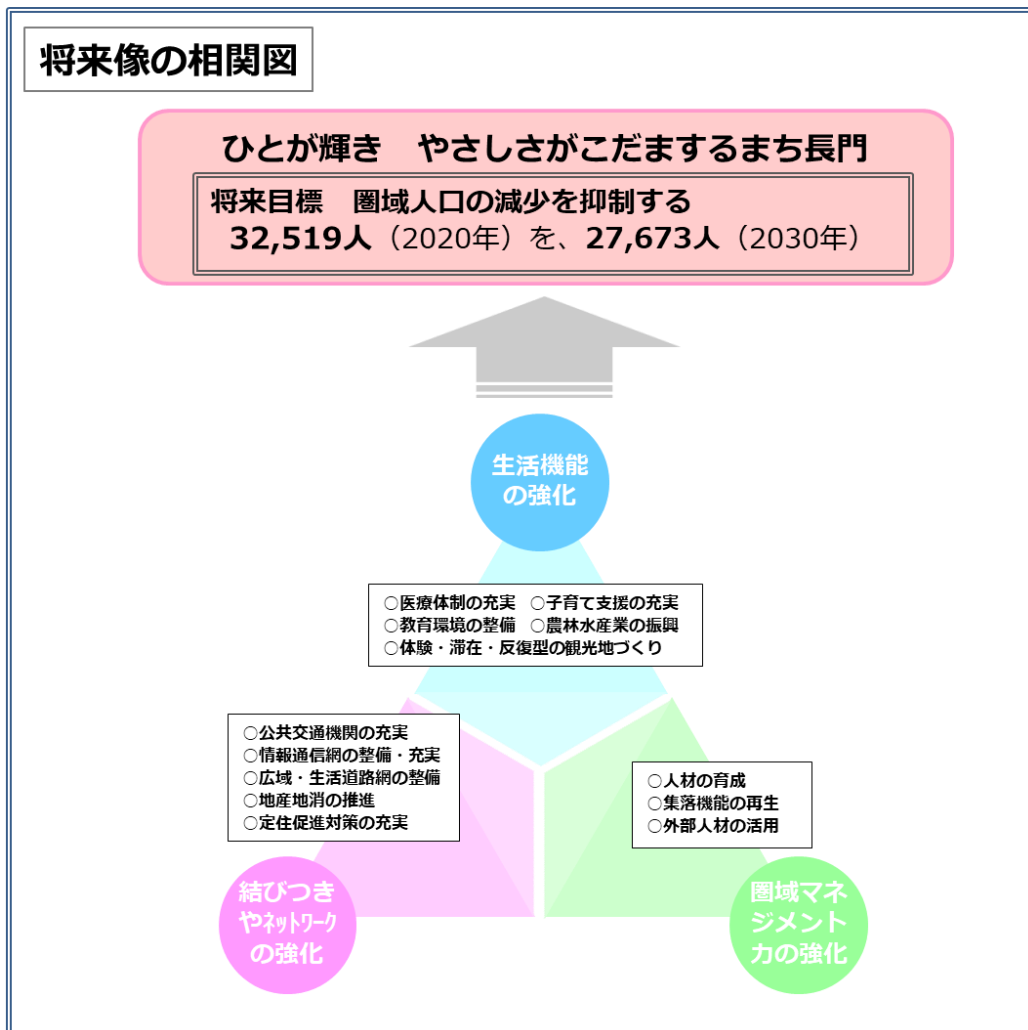 将来像の相関図
ひとが輝き　やさしさがこだまするまち長門
将来目標　圏域人口の減少を抑制する
32,519人（2020年）を、27,673人（2030年）
生活機能
の強化
○医療体制の充実　○子育て支援の充実
○教育環境の整備　○農林水産業の振興
○体験・滞在・反復型の観光地づくり
○公共交通機関の充実
○情報通信網の整備・充実
○広域・生活道路網の整備
○地産地消の推進
○定住促進対策の充実
○人材の育成
○集落機能の再生
○外部人材の活用
結びつき
やﾈｯﾄﾜｰｸ
の強化
圏域マネ
ジメント
力の強化